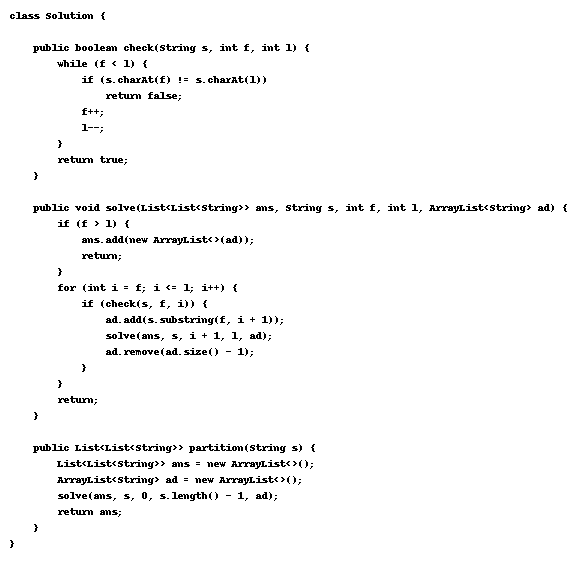 class Solution {
    public boolean check(String s, int f, int l) {
        while (f < l) {
            if (s.charAt(f) != s.charAt(l))
                return false;
            f++;
            l--;
        }
        return true;
    }
    public void solve(List<List<String>> ans, String s, int f, int l, ArrayList<String> ad) {
        if (f > l) {
            ans.add(new ArrayList<>(ad));
            return;
        }
        for (int i = f; i <= l; i++) {
            if (check(s, f, i)) {
                ad.add(s.substring(f, i + 1));
                solve(ans, s, i + 1, l, ad);
                ad.remove(ad.size() - 1);
            }
        }
        return;
    }
    public List<List<String>> partition(String s) {
        List<List<String>> ans = new ArrayList<>();
        ArrayList<String> ad = new ArrayList<>();
        solve(ans, s, 0, s.length() - 1, ad);
        return ans;
    }
}